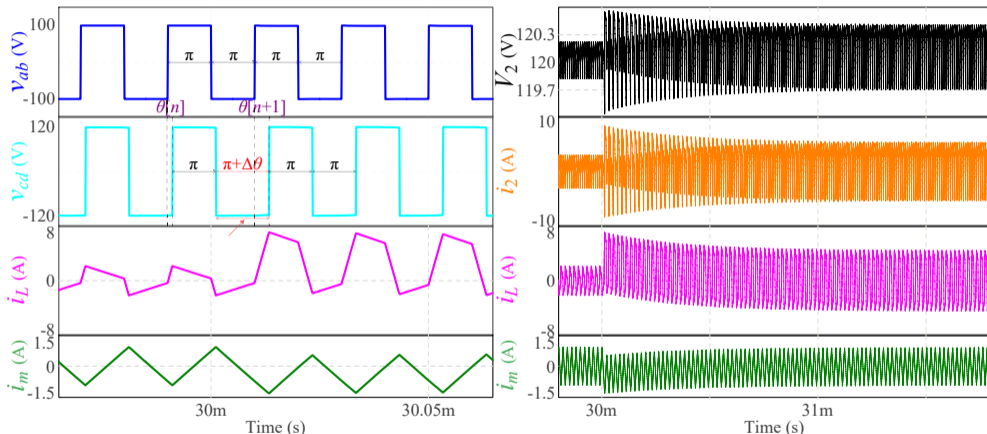 100
π π π π
v_ab (V)
-100
θ[n] θ[n+1]
120
π π+Δθ π π
v_cd (V)
-120
8
i_L (A)
0
-8
1.5
i_m (A)
0
-1.5
30m 30.05m
Time (s)
120.3
V_2 (V)
120
119.7
10
i_2 (A)
-10
8
i_L (A)
0
-8
1.5
i_m (A)
0
-1.5
30m 31m
Time (s)